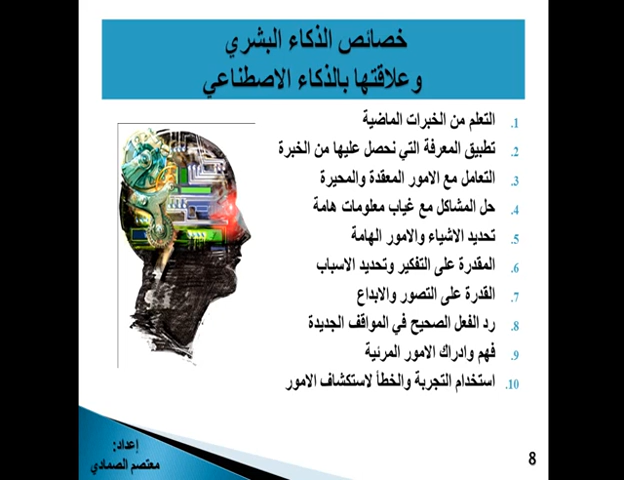 خصائص الذكاء البشري
وعلاقتها بالذكاء الاصطناعي
1. التعلم من الخبرات الماضية
2. تطبيق المعرفة التي نحصل عليها من الخبرة
3. التعامل مع الامور المعقدة والمحيرة
4. حل المشاكل مع غياب معلومات هامة
5. تحديد الاشياء والامور الهامة
6. المقدرة على التفكير وتحديد الاسباب
7. القدرة على التصور والابداع
8. رد الفعل الصحيح في المواقف الجديدة
9. فهم وادراك الامور المرئية
10. استخدام التجربة والخطأ لاستكشاف الامور
إعداد:
معتصم الصمادي
8